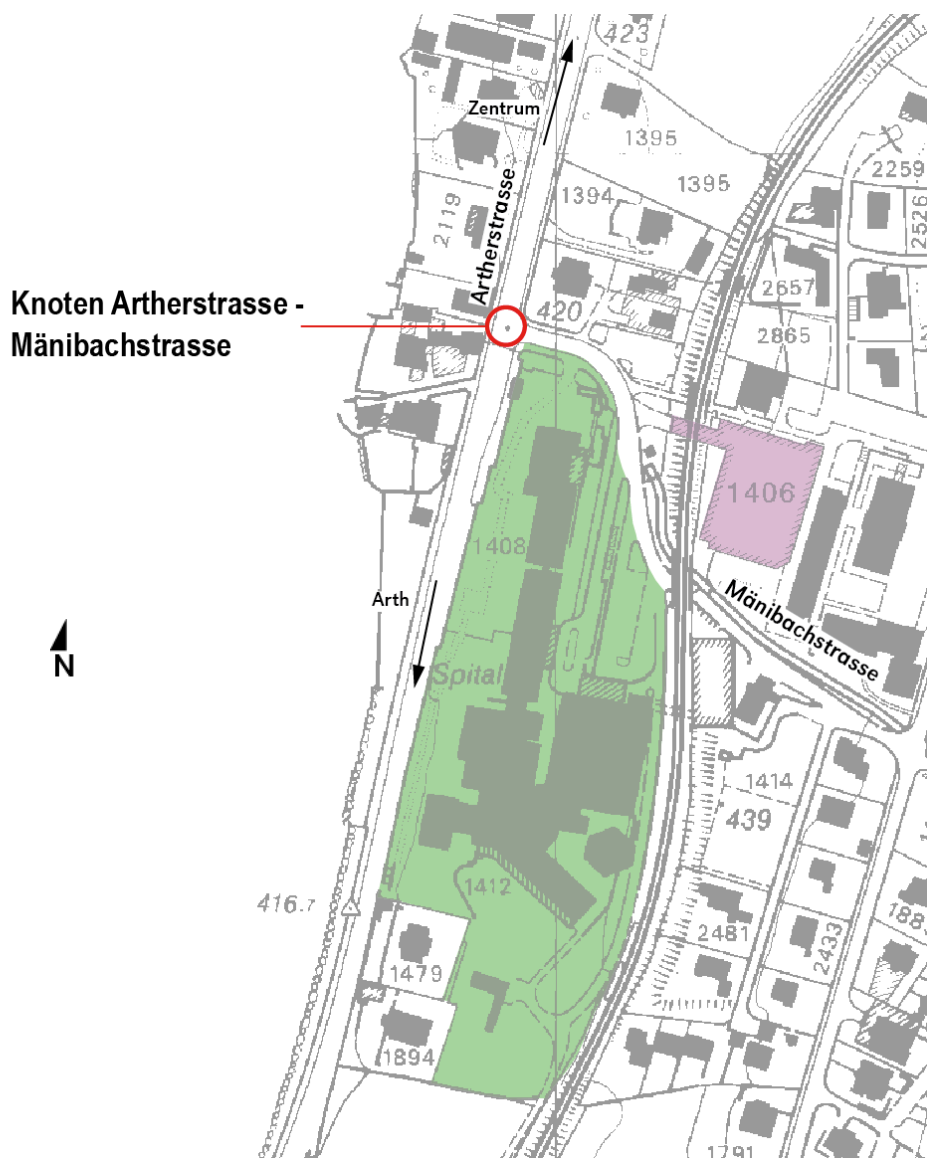 423
Zentrum
1395
2259
1395
1394
2526
2119
Artherstrasse
2657
Knoten Artherstrasse -
Mänibachstrasse
420
2865
1406
1408
Mänibachstrasse
Arth
N
Spital
1414
439
1412
416.7
2481
2433
1479
1894
1791